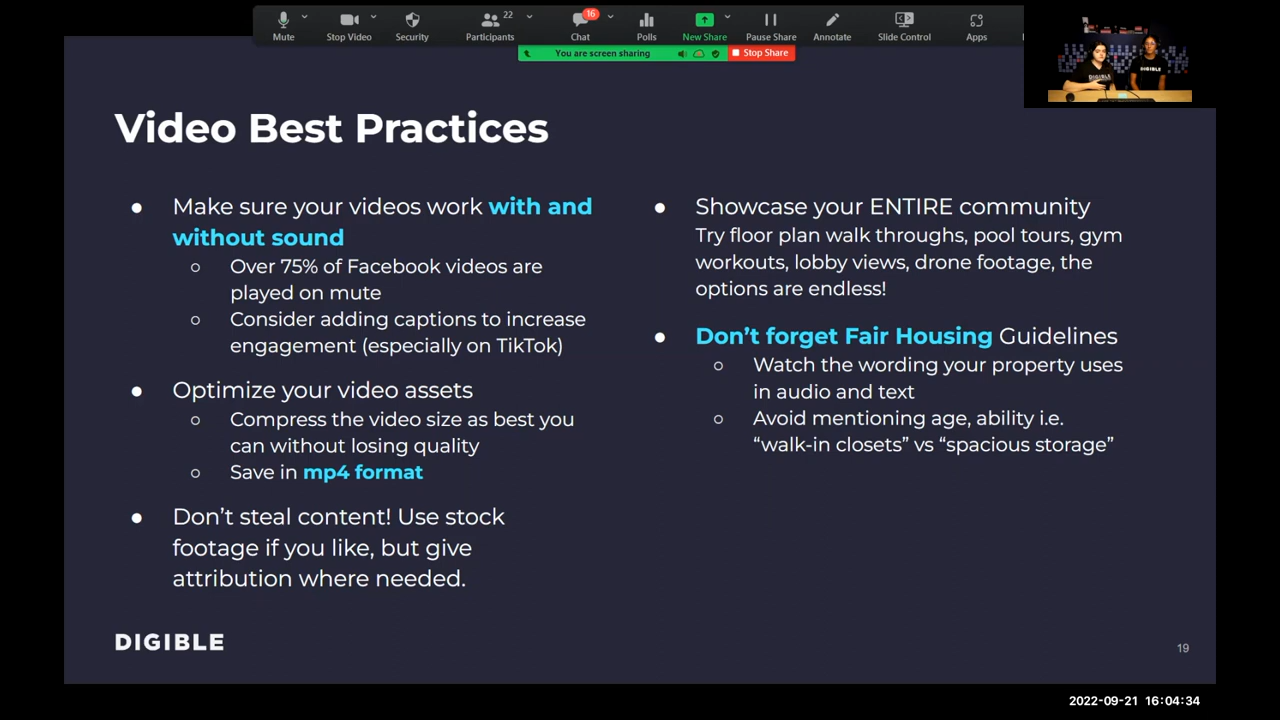 22
16
Mute
Stop Video
Security
Participants
Chat
Polls
New Share
Pause Share
Annotate
Slide Control
Apps
You are screen sharing
Stop Share
DIGIBLE
DIGIBLE
Video Best Practices
● Make sure your videos work with and
without sound
○ Over 75% of Facebook videos are
played on mute
○ Consider adding captions to increase
engagement (especially on TikTok)
● Optimize your video assets
○ Compress the video size as best you
can without losing quality
○ Save in mp4 format
● Don’t steal content! Use stock
footage if you like, but give
attribution where needed.
● Showcase your ENTIRE community
Try floor plan walk throughs, pool tours, gym
workouts, lobby views, drone footage, the
options are endless!
● Don’t forget Fair Housing Guidelines
○ Watch the wording your property uses
in audio and text
○ Avoid mentioning age, ability i.e.
“walk-in closets” vs “spacious storage”
DIGIBLE
19
2022-09-21 16:04:34